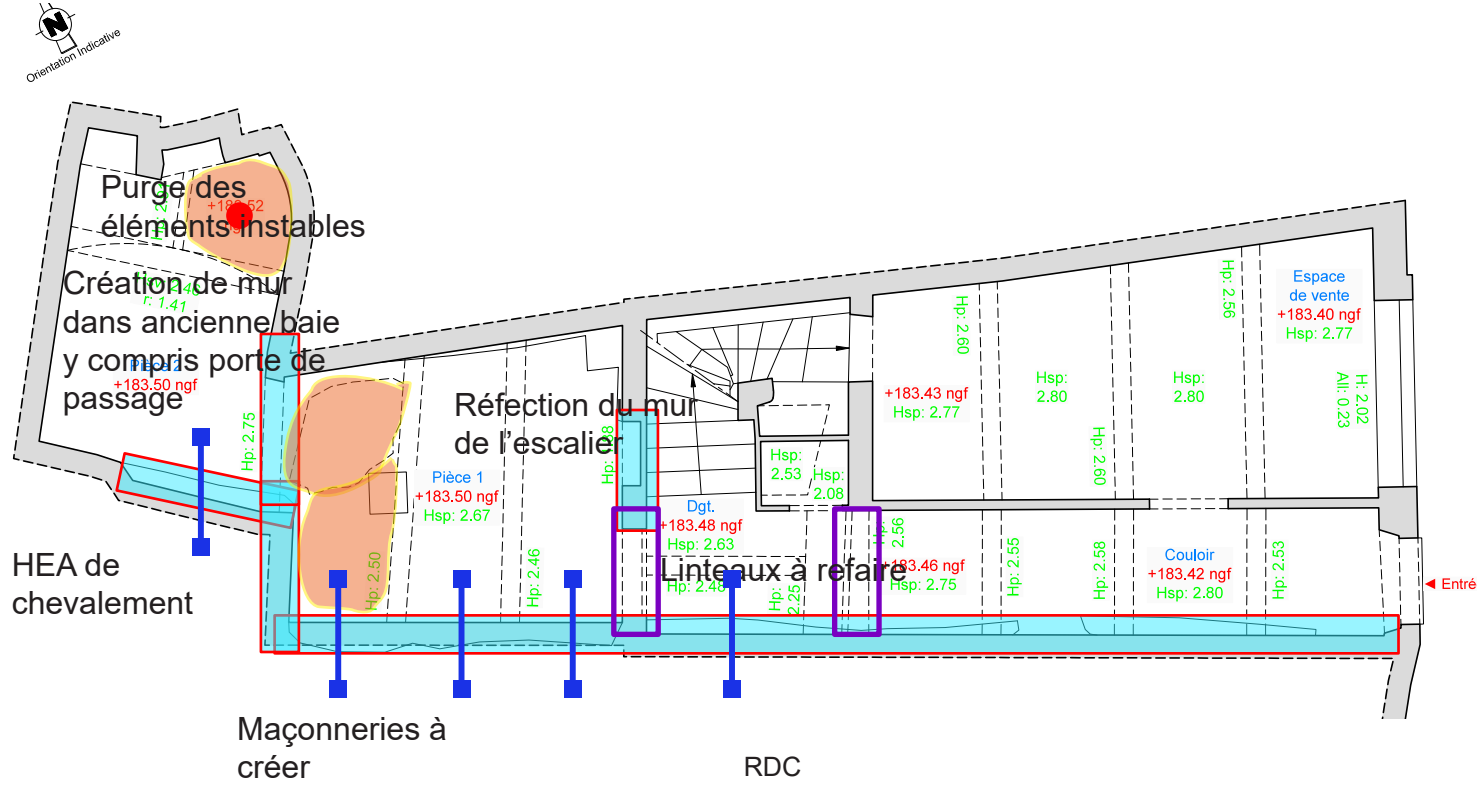 N
Orientation Indicative
Purge des
éléments instables
Création de mur
dans ancienne baie
y compris porte de
passage
r: 1.41
Pièce 2
+183.50 ngf
Hp: 2.75
HEA de
chevalement
Réfection du mur
de l'escalier
Pièce 1
+183.50 ngf
Hsp: 2.67
Hp: 2.50
Hp: 2.46
Dgt.
+183.48 ngf
Hsp: 2.63
Linteaux à refaire
Hp: 2.48
Hp: 2.25
Hsp: 2.53
Hsp: 2.08
Hp: 2.56
+183.46 ngf
Hsp: 2.75
Hp: 2.60
+183.43 ngf
Hsp: 2.77
Hsp:
2.80
Hp: 2.60
Hsp:
2.80
Hp: 2.56
Espace
de vente
+183.40 ngf
Hsp: 2.77
H: 2.02
All: 0.23
Hp: 2.55
Hp: 2.58
Couloir
+183.42 ngf
Hsp: 2.80
Hp: 2.53
Entré
Maçonneries à
créer
RDC